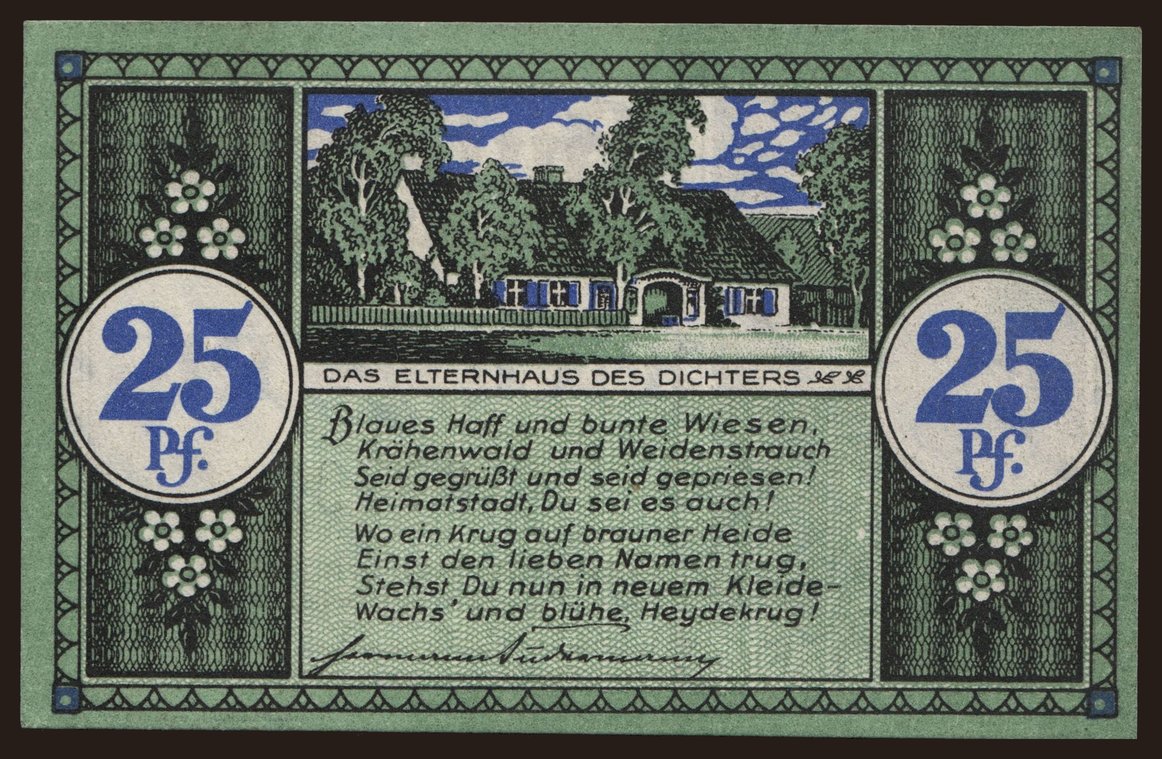 25
Pf.
25
Pf.
DAS ELTERNHAUS DES DICHTERS
Blaues Haff und bunte Wiesen,
Krähenwald und Weidenstrauch
Seid gegrüßt und seid gepriesen!
Heimatstadt, Du sei es auch!
Wo ein Krug auf brauner Heide
Einst den lieben Namen trug,
Stehst Du nun in neuem Kleide–
Wachs' und blühe, Heydekrug!
Hermann Sudermann